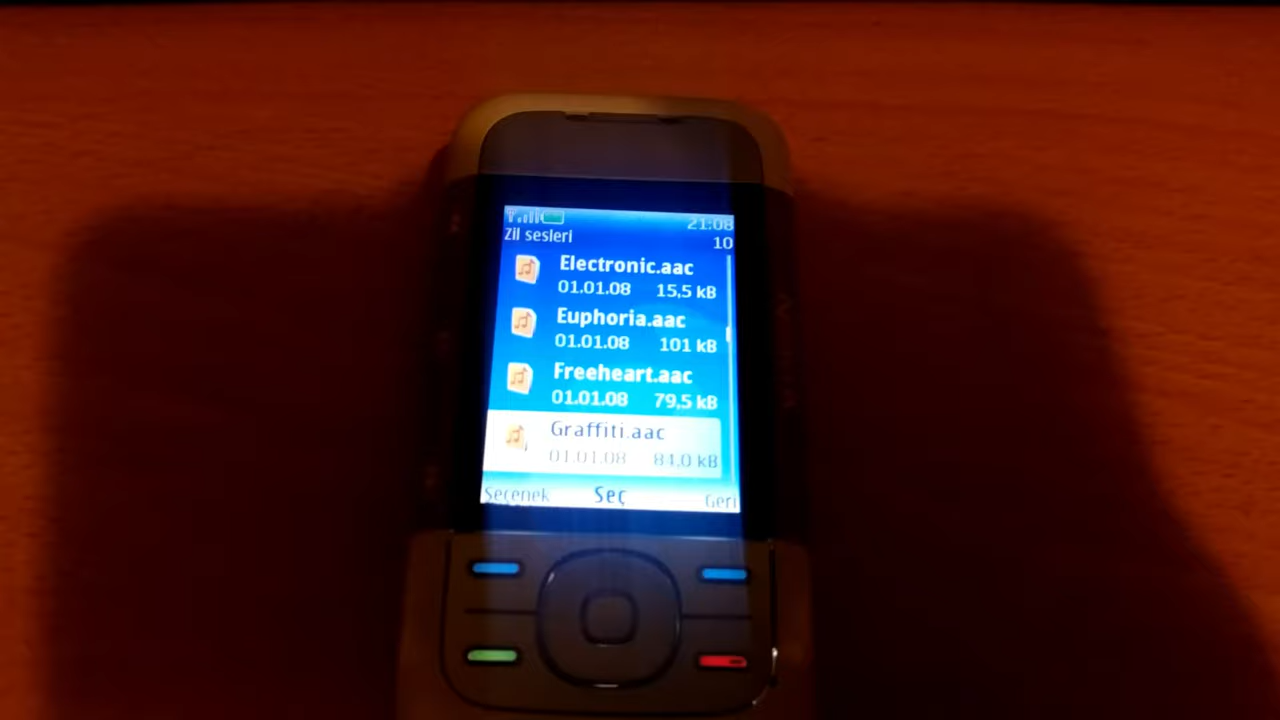 21:08
Zil sesleri
10
Electronic.aac
01.01.08 15,5 kB
Euphoria.aac
01.01.08 101 kB
Freeheart.aac
01.01.08 79,5 kB
Graffiti.aac
01.01.08 84,0 kB
Seçenek Seç Geri